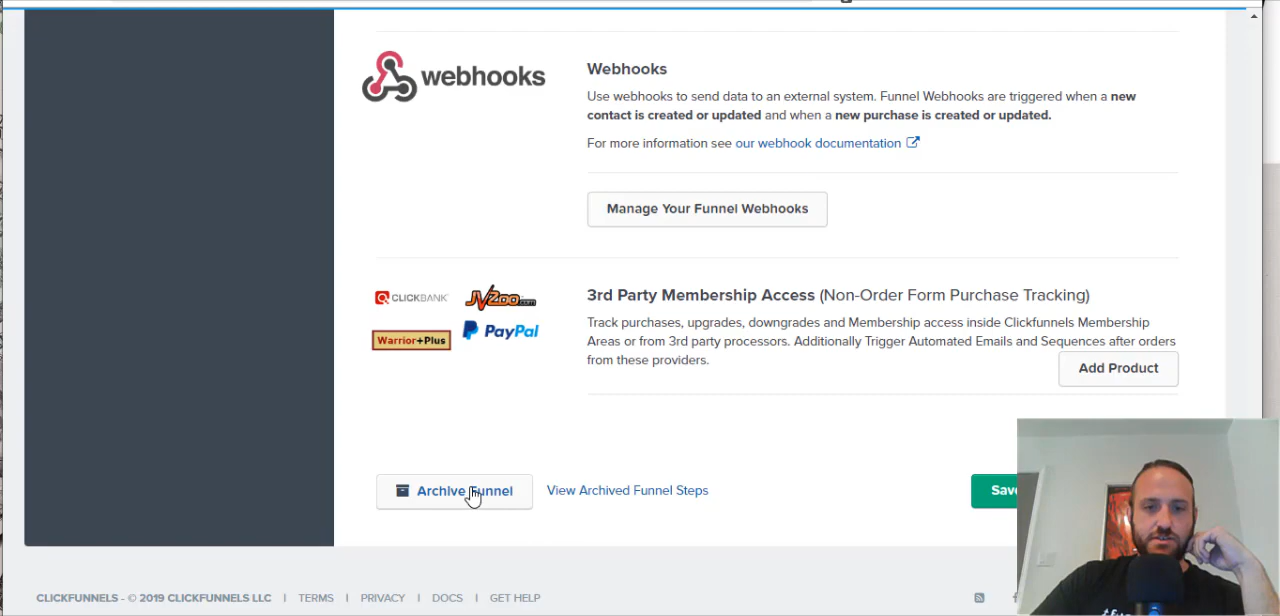 webhooks
Webhooks
Use webhooks to send data to an external system. Funnel Webhooks are triggered when a new
contact is created or updated and when a new purchase is created or updated.
For more information see our webhook documentation
Manage Your Funnel Webhooks
CLICKBANK
JVZoo.com
Warrior+Plus
PayPal
3rd Party Membership Access (Non-Order Form Purchase Tracking)
Track purchases, upgrades, downgrades and Membership access inside Clickfunnels Membership
Areas or from 3rd party processors. Additionally Trigger Automated Emails and Sequences after orders
from these providers.
Add Product
Archive Funnel
View Archived Funnel Steps
Save
CLICKFUNNELS - © 2019 CLICKFUNNELS LLC | TERMS | PRIVACY | DOCS | GET HELP